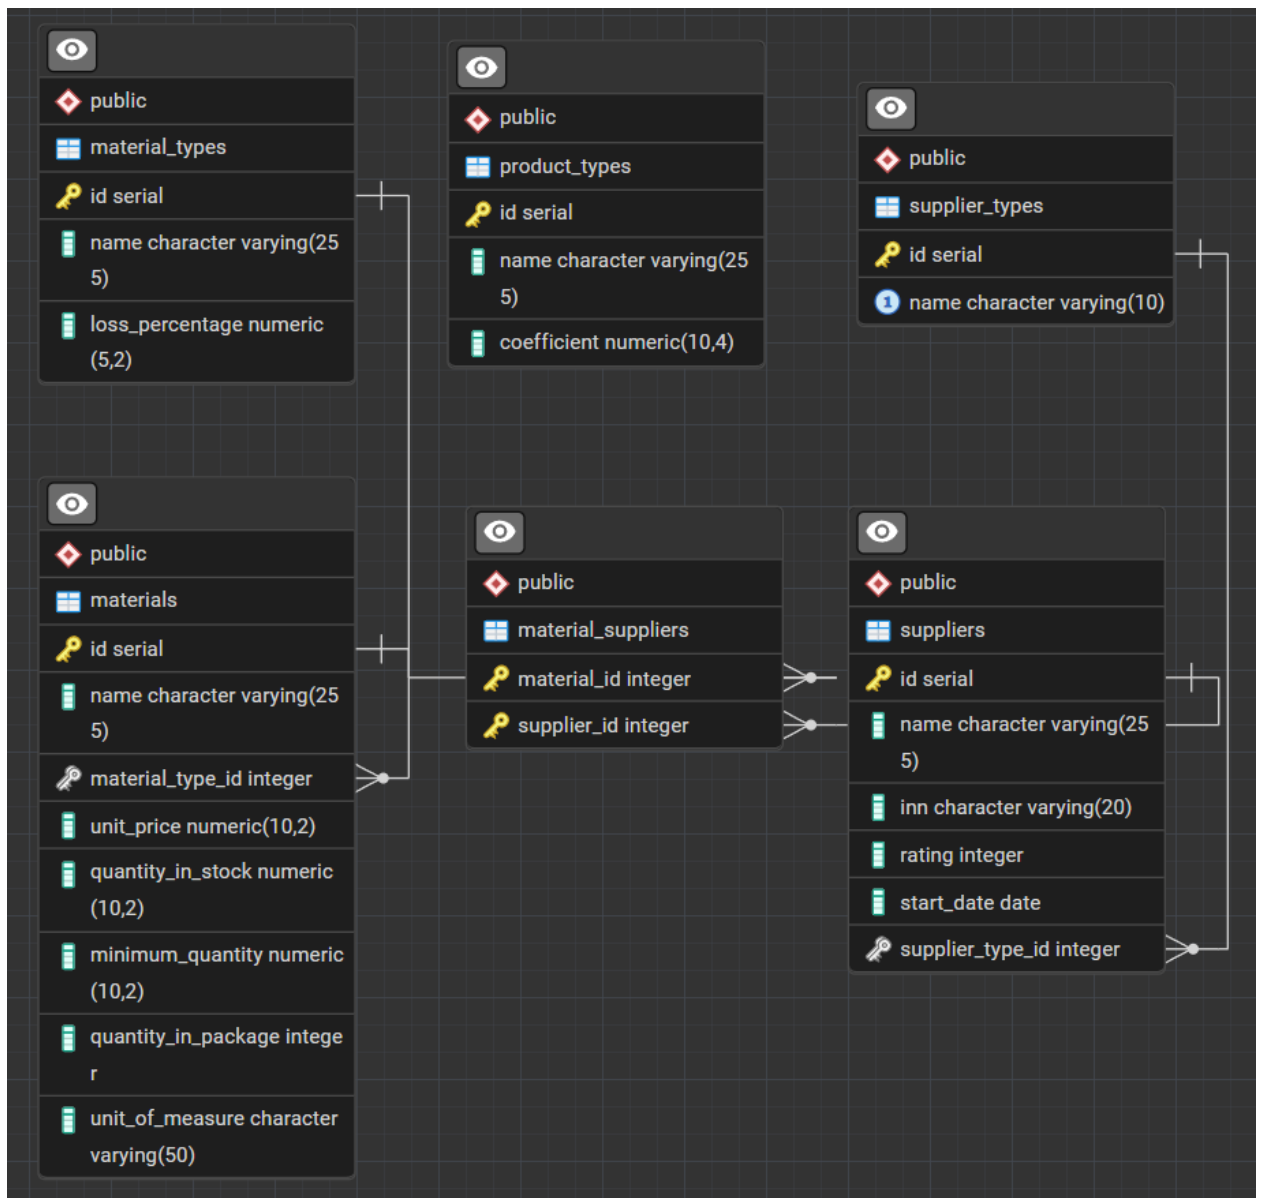 public
material_types
id serial
name character varying(25
5)
loss_percentage numeric
(5,2)
public
product_types
id serial
name character varying(25
5)
coefficient numeric(10,4)
public
supplier_types
id serial
1 name character varying(10)
public
materials
id serial
name character varying(25
5)
material_type_id integer
unit_price numeric(10,2)
quantity_in_stock numeric
(10,2)
minimum_quantity numeric
(10,2)
quantity_in_package intege
r
unit_of_measure character
varying(50)
public
material_suppliers
material_id integer
supplier_id integer
public
suppliers
id serial
name character varying(25
5)
inn character varying(20)
rating integer
start_date date
supplier_type_id integer